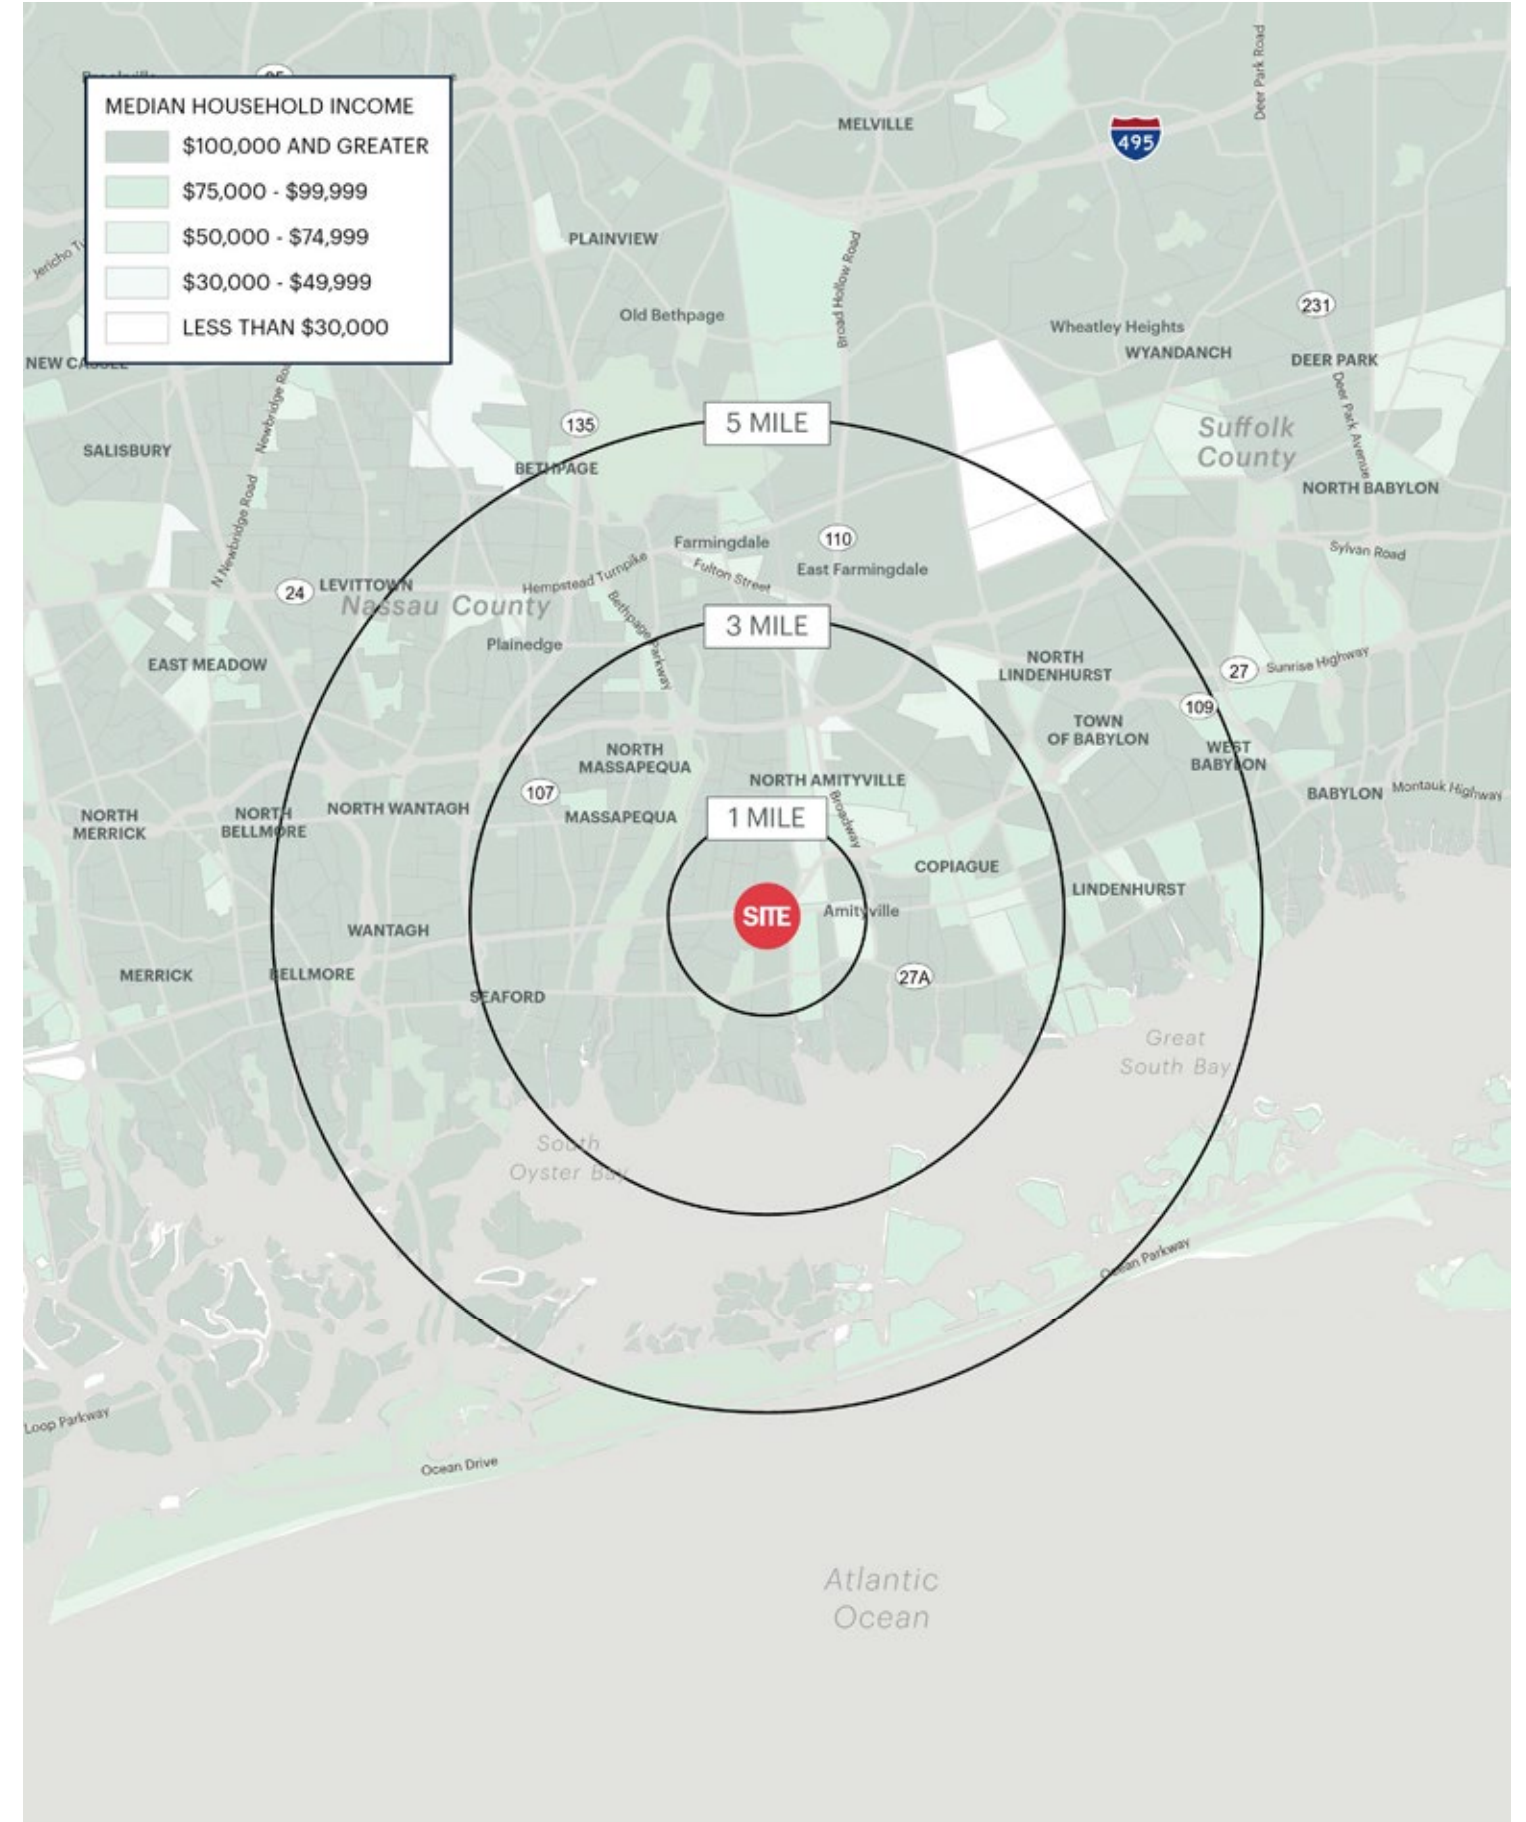 Deer Park Road
MELVILLE
495
MEDIAN HOUSEHOLD INCOME
$100,000 AND GREATER
$75,000 - $99,999
$50,000 - $74,999
$30,000 - $49,999
LESS THAN $30,000
Jericho Tu
PLAINVIEW
Broad Hollow Road
Old Bethpage
231
Wheatley Heights
WYANDANCH
DEER PARK
Newbridge Roa
Deer Park Avenue
5 MILE
135
SALISBURY
BETHPAGE
Suffolk
County
NORTH BABYLON
N Newbridge Road
Farmingdale
110
East Farmingdale
Sylvan Road
Hempstead Turnpike
Fulton Street
24
LEVITTOWN
Nassau County
Bethpage Parkway
3 MILE
Plainedge
EAST MEADOW
NORTH
LINDENHURST
27
Sunrise Highway
109
TOWN
OF BABYLON
WEST
BABYLON
NORTH
MASSAPEQUA
NORTH AMITYVILLE
107
BABYLON
Montauk Highway
NORTH
MERRICK
NORTH
BELLMORE
NORTH WANTAGH
MASSAPEQUA
1 MILE
Broadway
COPIAGUE
LINDENHURST
SITE
Amityville
WANTAGH
MERRICK
BELLMORE
27A
SEAFORD
Great
South Bay
South
Oyster Bay
Ocean Parkway
Loop Parkway
Ocean Drive
Atlantic
Ocean